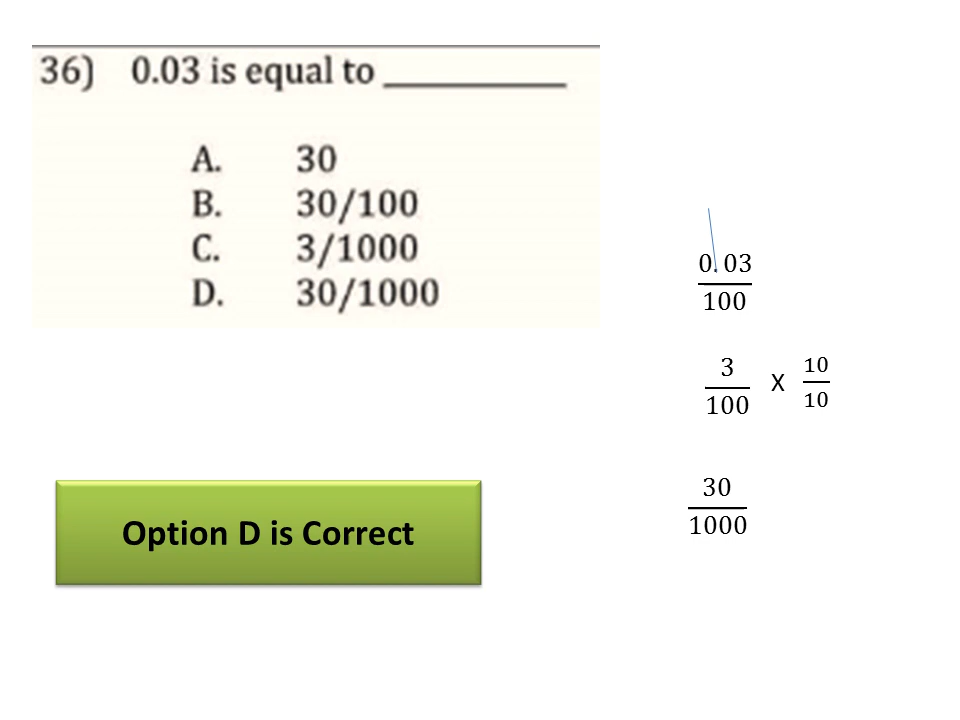 36) 0.03 is equal to ____________
A. 30
B. 30/100
C. 3/1000
D. 30/1000
0.03
100
3
100
X
10
10
30
1000
Option D is Correct